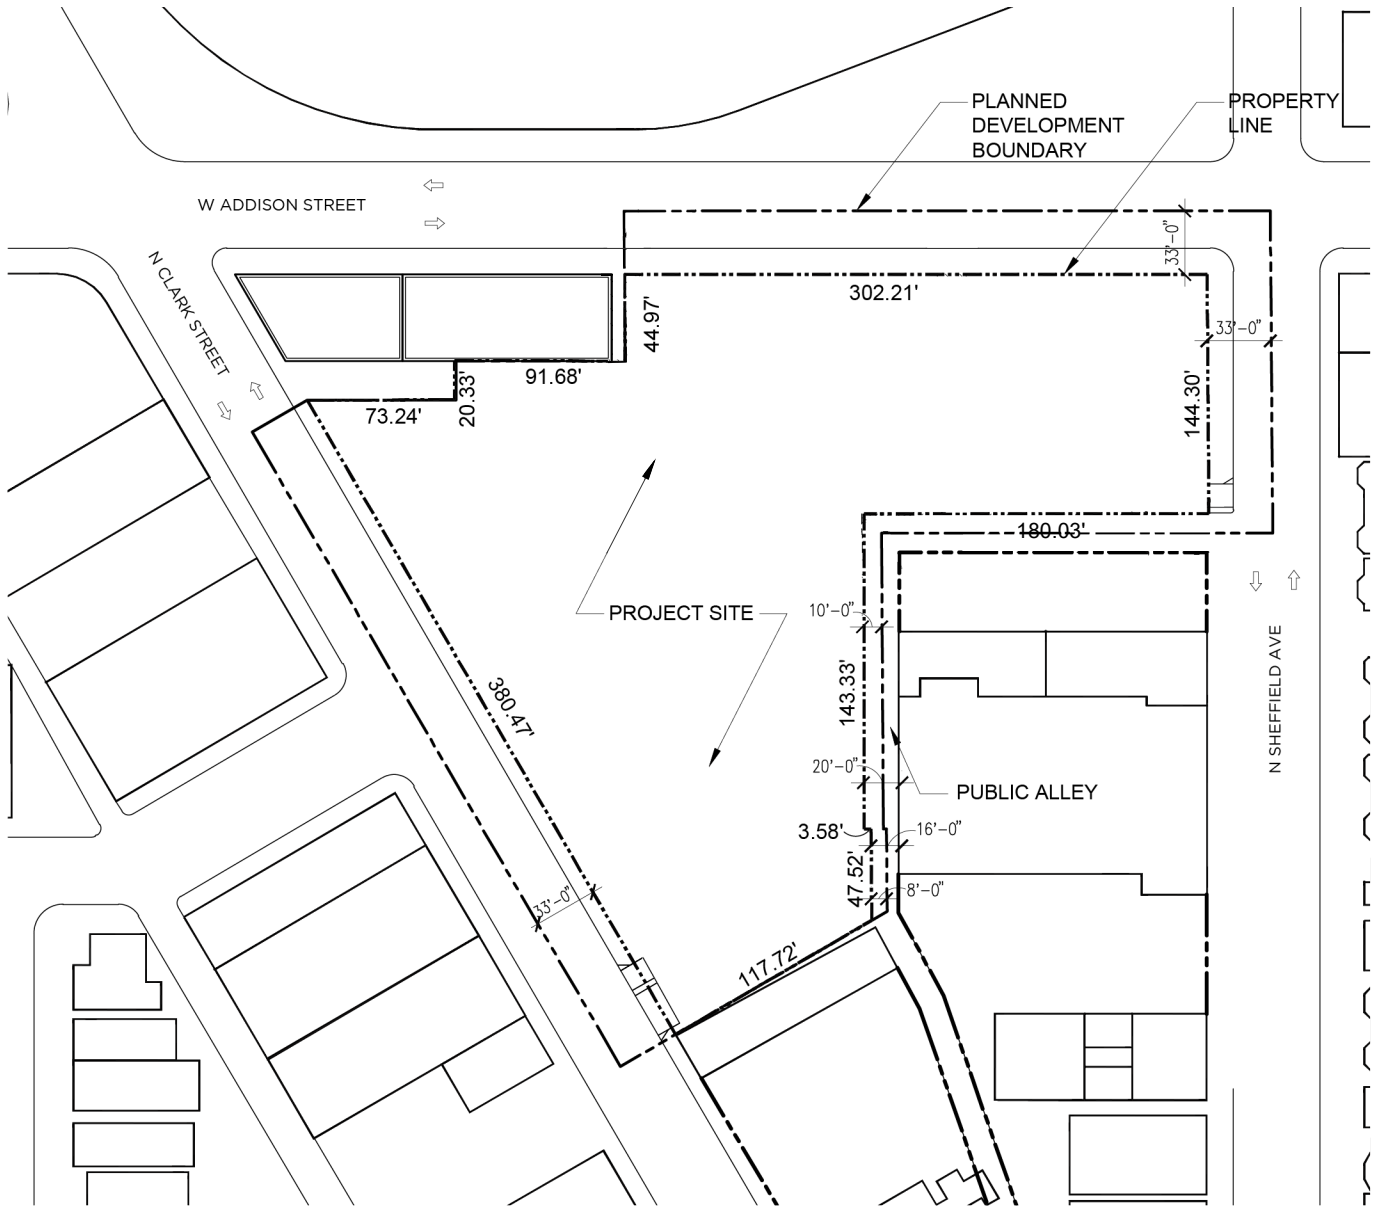 PLANNED
DEVELOPMENT
BOUNDARY
PROPERTY
LINE
W ADDISON STREET
33'-0"
N CLARK STREET
302.21'
44.97'
33'-0"
91.68'
20.33'
73.24'
144.30'
180.03'
PROJECT SITE
10'-0"
N SHEFFIELD AVE
143.33'
380.47'
20'-0"
PUBLIC ALLEY
3.58'
16'-0"
47.52'
8'-0"
33'-0"
117.72'